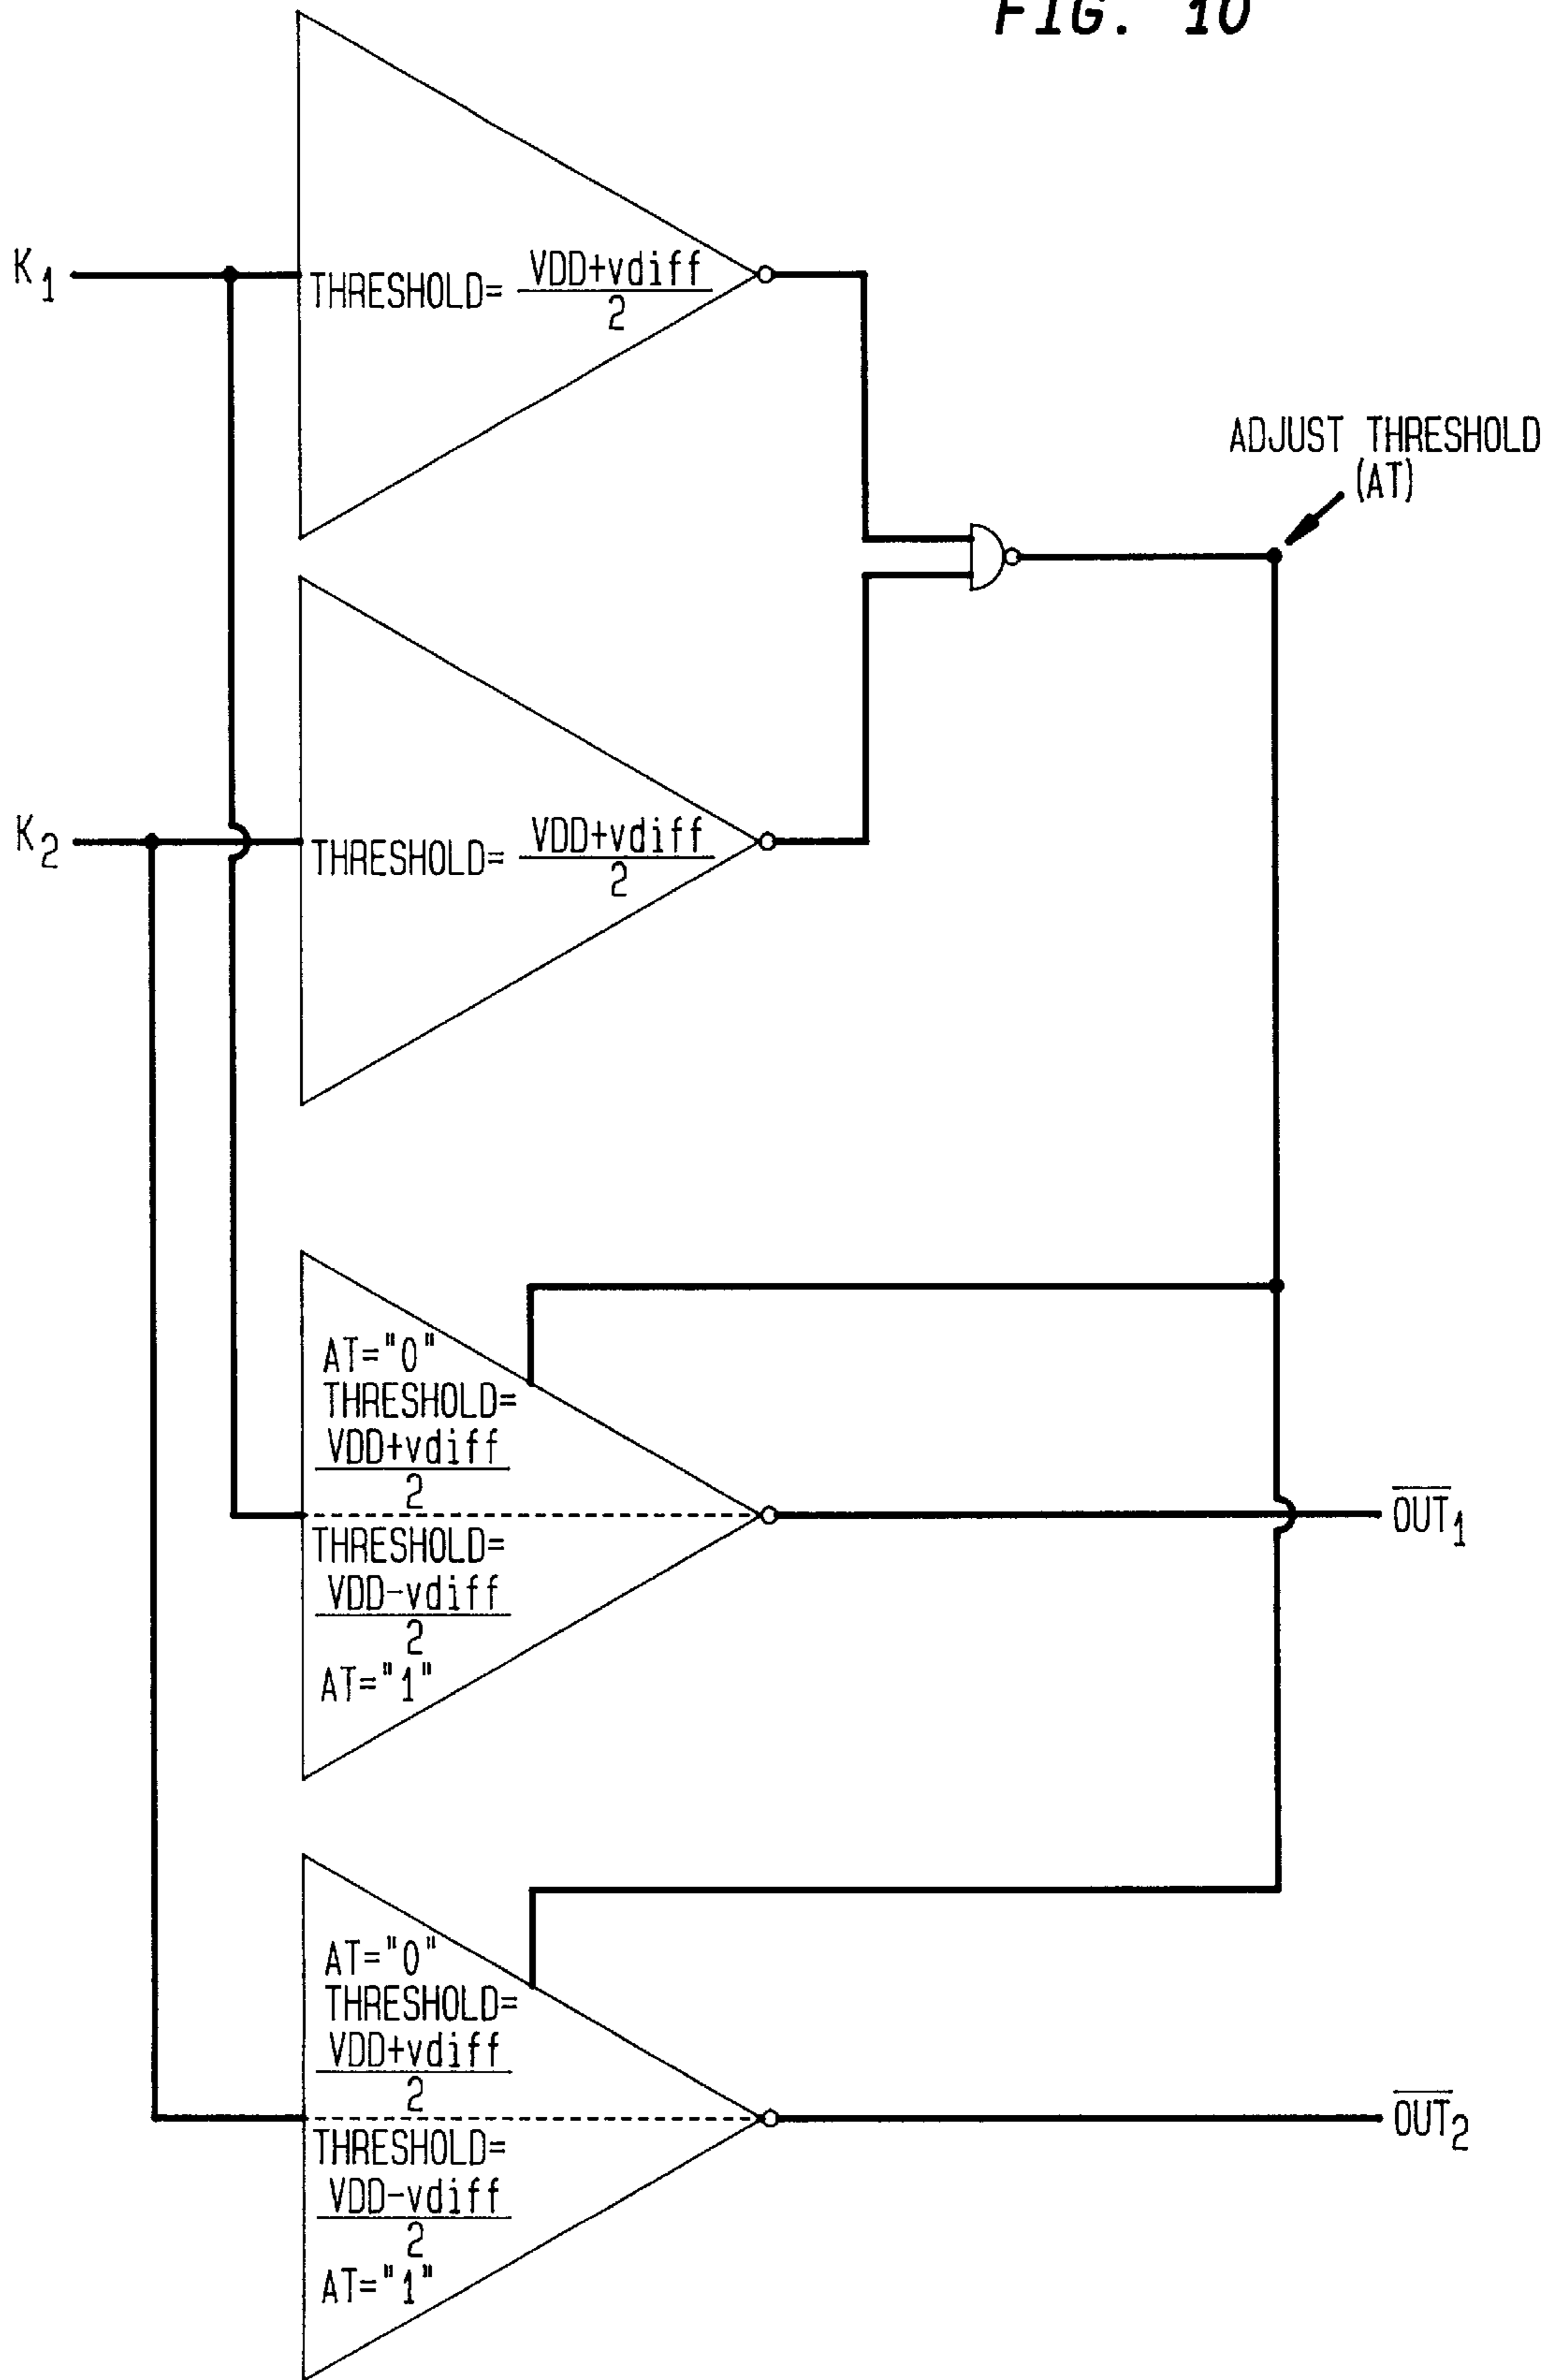 FIG. 10
K1
THRESHOLD= VDD+vdiff
2
ADJUST THRESHOLD
(AT)
K2
THRESHOLD= VDD+vdiff
2
AT="0"
THRESHOLD=
VDD+vdiff
2
THRESHOLD=
VDD-vdiff
2
AT="1"
O̅U̅T̅1
AT="0"
THRESHOLD=
VDD+vdiff
2
THRESHOLD=
VDD-vdiff
2
AT="1"
O̅U̅T̅2